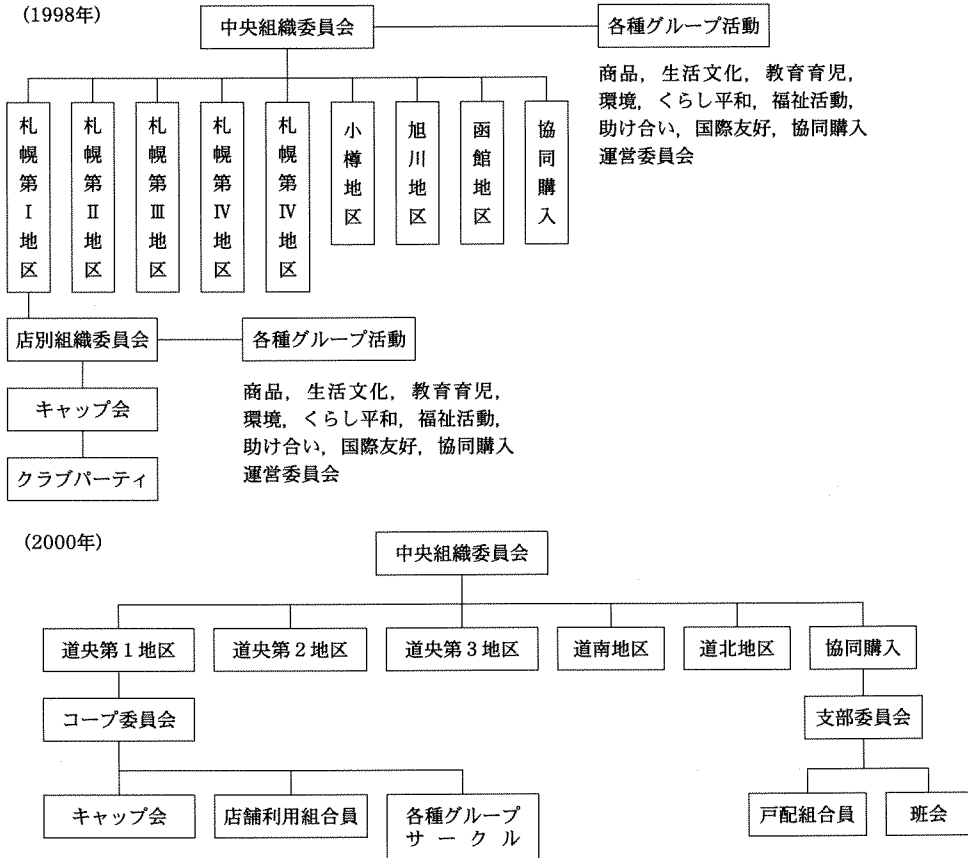 (1998年)
中央組織委員会
各種グループ活動
商品，生活文化，教育育児，
環境，くらし平和，福祉活動，
助け合い，国際友好，協同購入
運営委員会
札幌第Ⅰ地区
札幌第Ⅱ地区
札幌第Ⅲ地区
札幌第Ⅳ地区
札幌第Ⅳ地区
小樽地区
旭川地区
函館地区
協同購入
店別組織委員会
各種グループ活動
商品，生活文化，教育育児，
環境，くらし平和，福祉活動，
助け合い，国際友好，協同購入
運営委員会
キャップ会
クラブパーティ
(2000年)
中央組織委員会
道央第1地区
道央第2地区
道央第3地区
道南地区
道北地区
協同購入
コープ委員会
支部委員会
キャップ会
店舗利用組合員
各種グループ
サークル
戸配組合員
班会